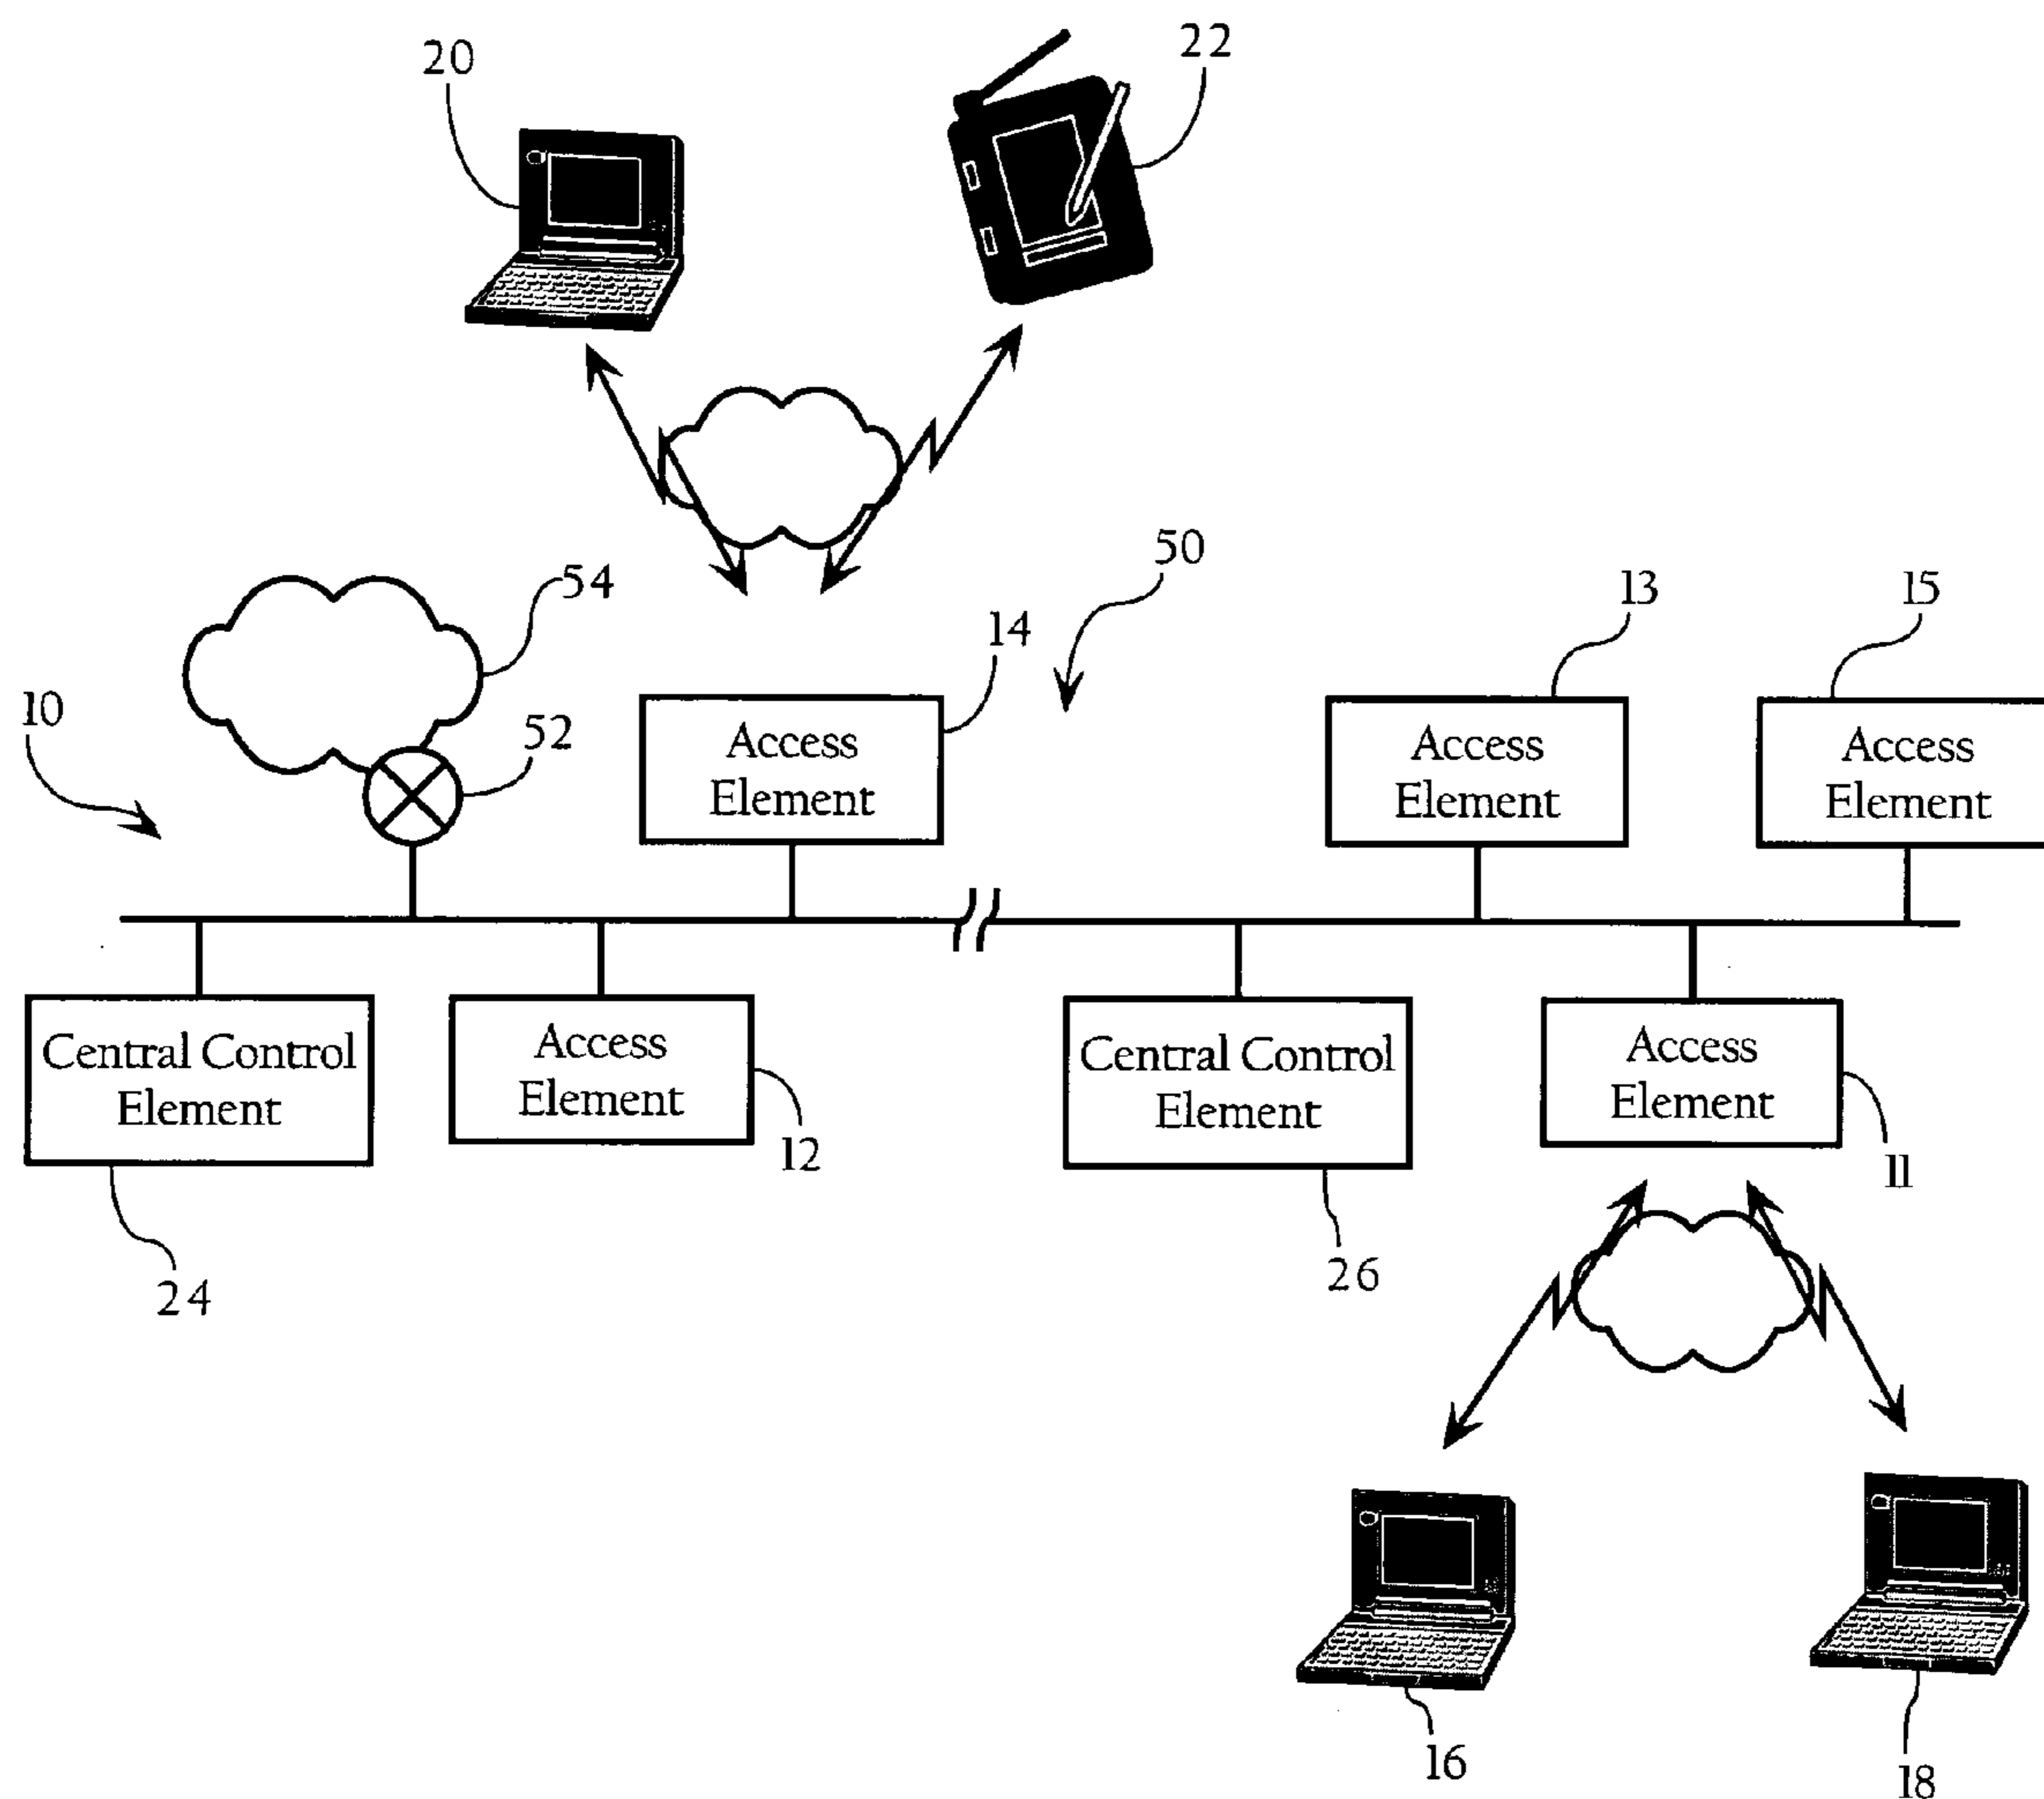 20
22
54
50
14
13
15
10
52
Access
Element
Access
Element
Access
Element
Central Control
Element
Access
Element
Central Control
Element
Access
Element
12
11
24
26
16
18